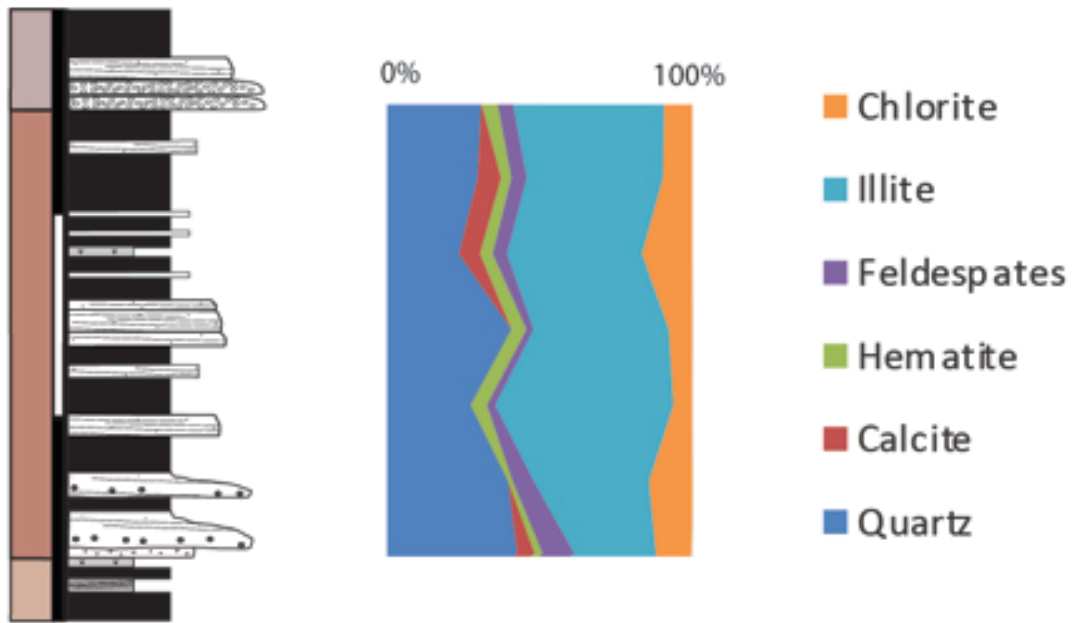 0% 100%
Chlorite
Illite
Feldespates
Hematite
Calcite
Quartz